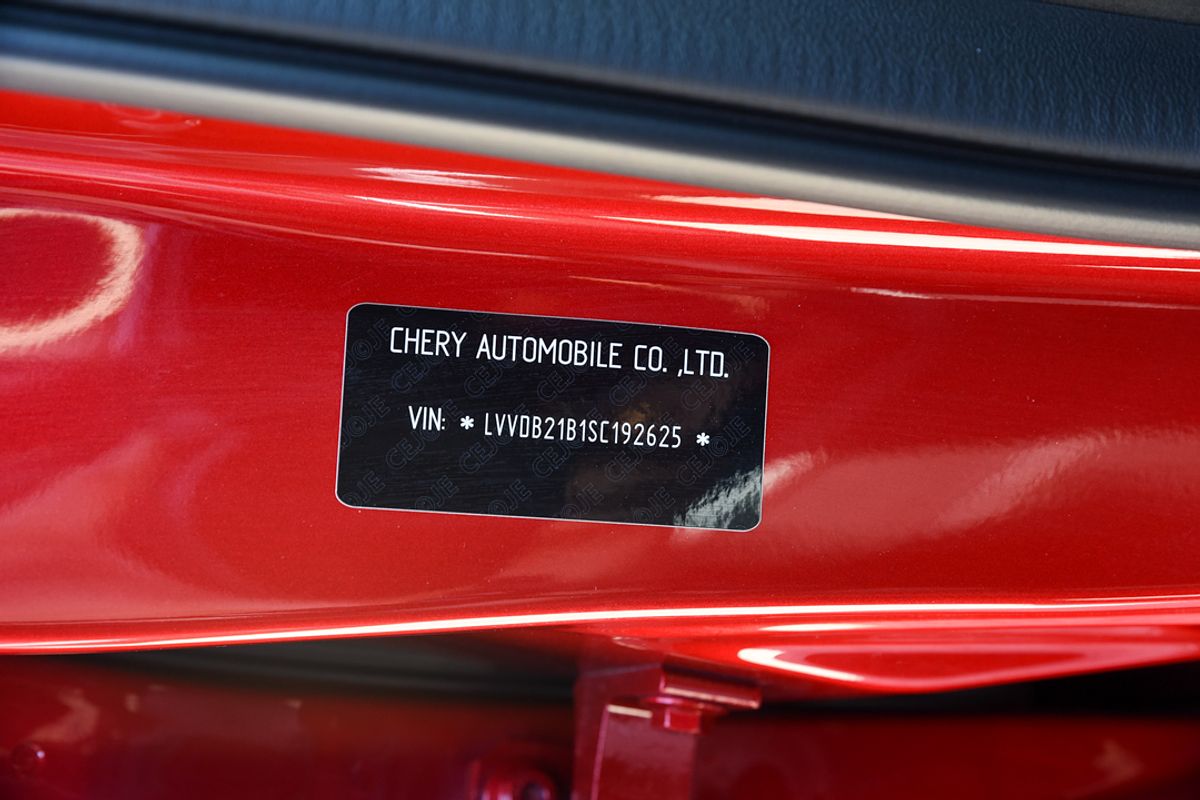 CHERY AUTOMOBILE CO. ,LTD.
VIN: * LVVDB21B1SC192625 *